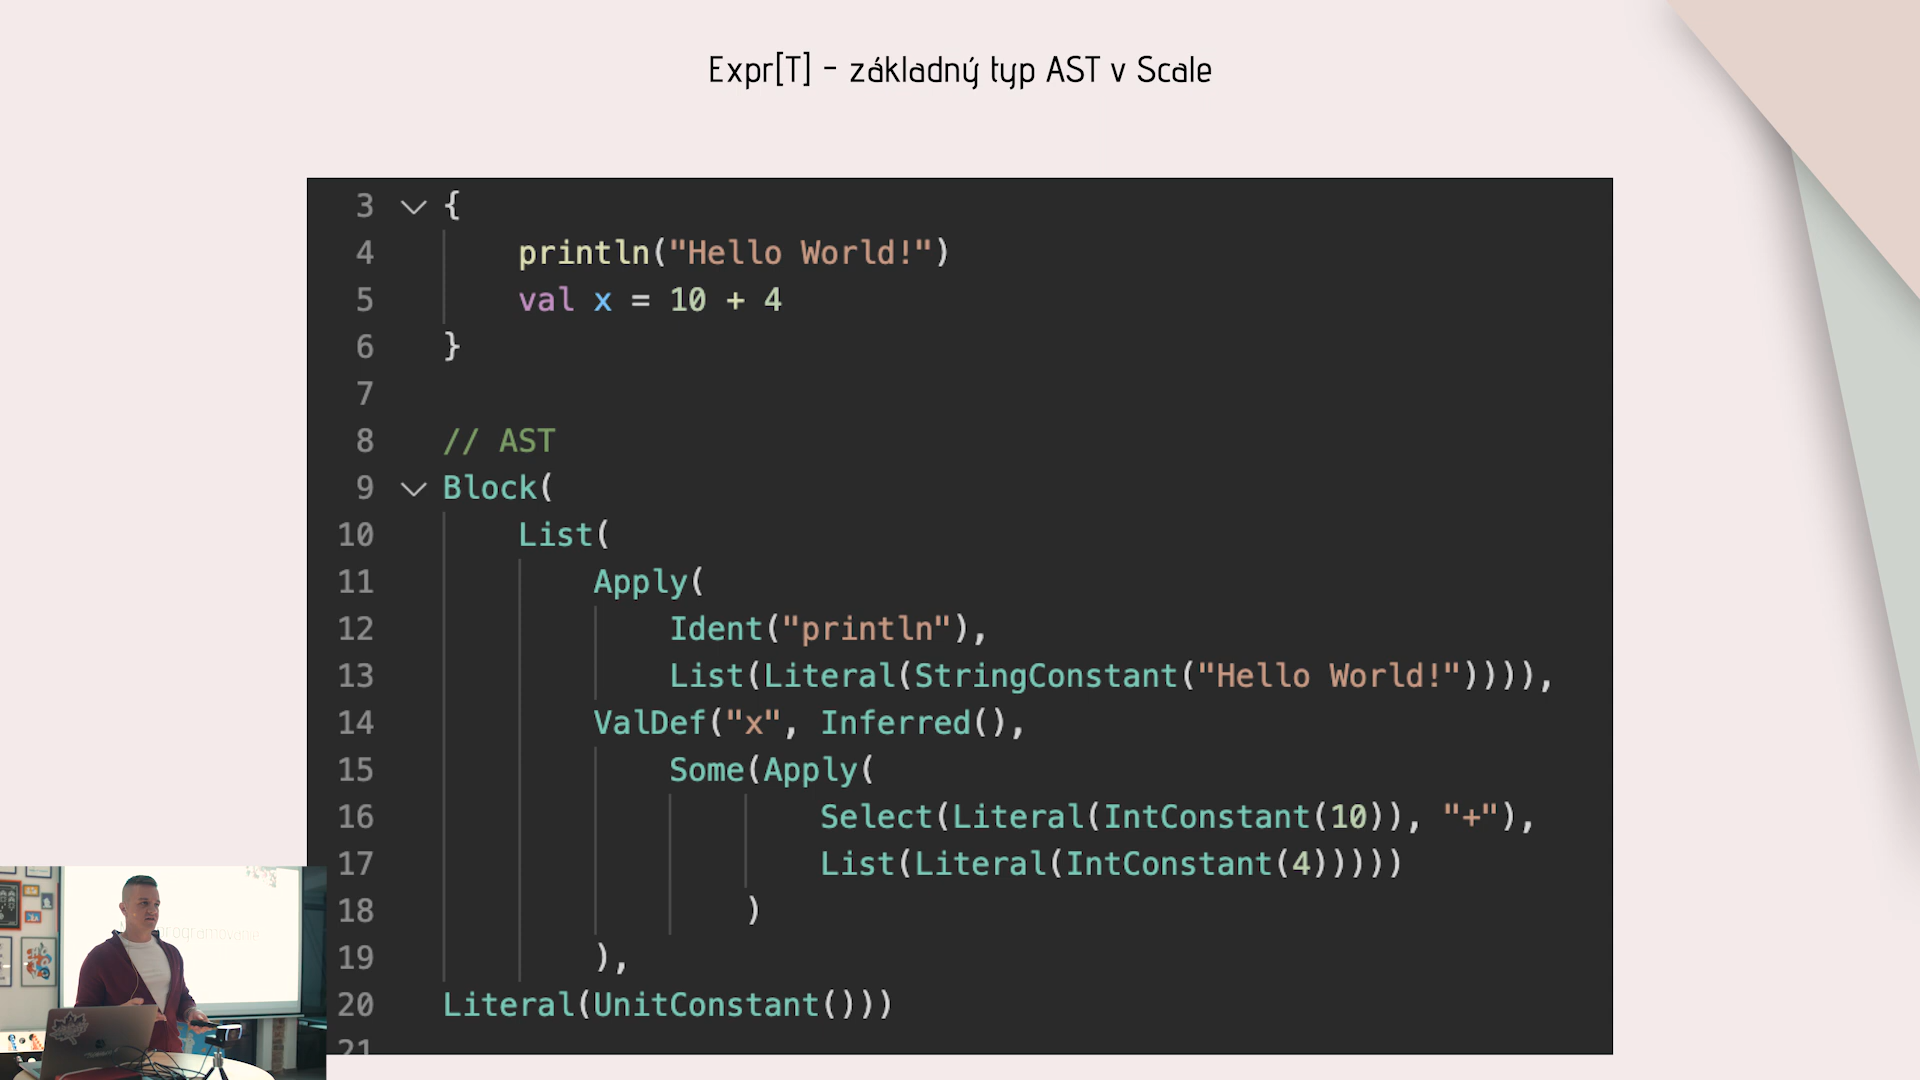 Expr[T] - základný typ AST v Scale
3 {
4 println("Hello World!")
5 val x = 10 + 4
6 }
7
8 // AST
9 Block(
10 List(
11 Apply(
12 Ident("println"),
13 List(Literal(StringConstant("Hello World!")))),
14 ValDef("x", Inferred(),
15 Some(Apply(
16 Select(Literal(IntConstant(10)), "+"),
17 List(Literal(IntConstant(4)))))
18 )
19 ),
20 Literal(UnitConstant()))
21